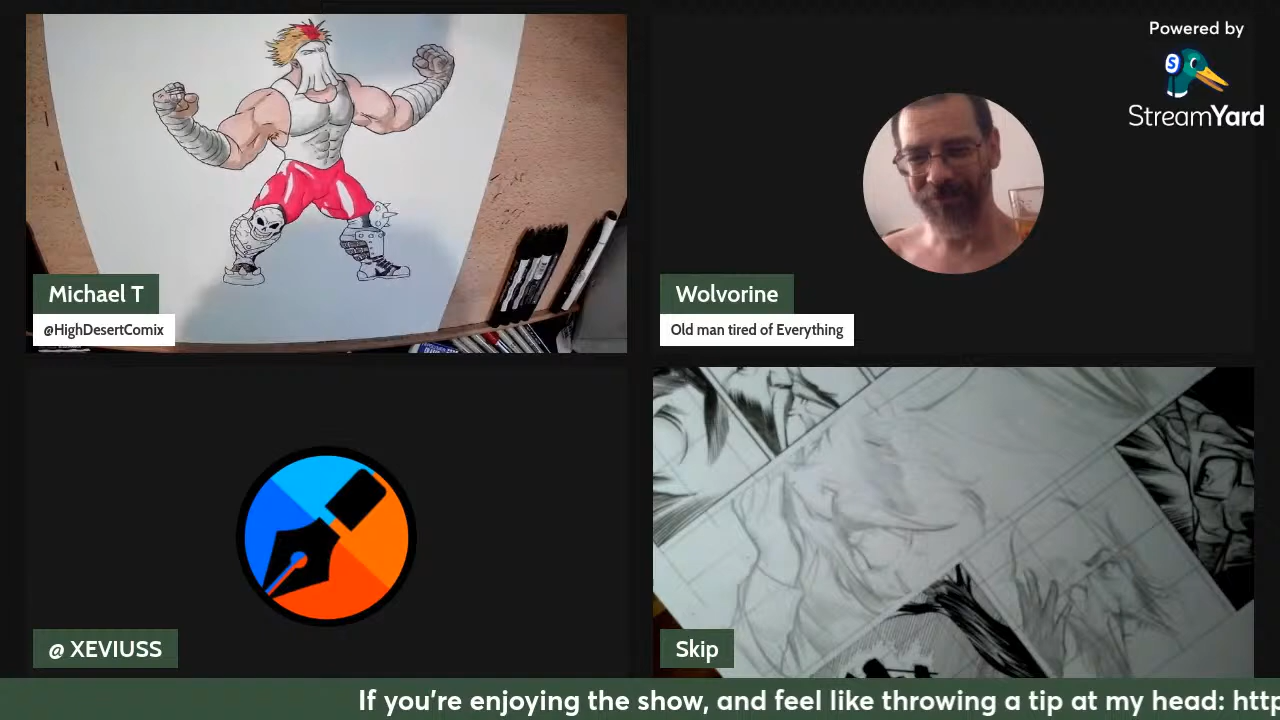 Powered by
StreamYard
Michael T
@HighDesertComix
Wolvorine
Old man tired of Everything
@ XEVIUSS
Skip
If you're enjoying the show, and feel like throwing a tip at my head: http